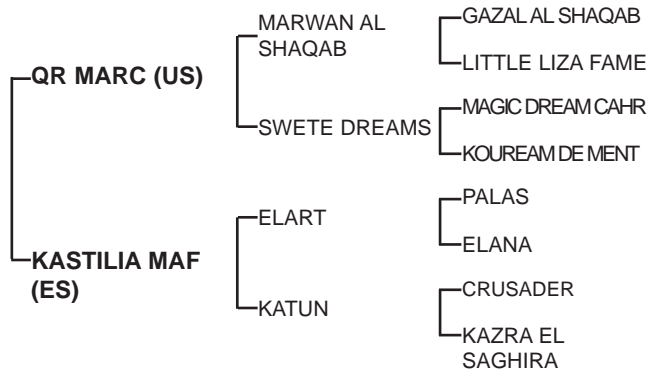 QR MARC (US)
KASTILIA MAF
(ES)
MARWAN AL
SHAQAB
SWETE DREAMS
ELART
KATUN
GAZAL AL SHAQAB
LITTLE LIZA FAME
MAGIC DREAM CAHR
KOUREAM DE MENT
PALAS
ELANA
CRUSADER
KAZRA EL
SAGHIRA